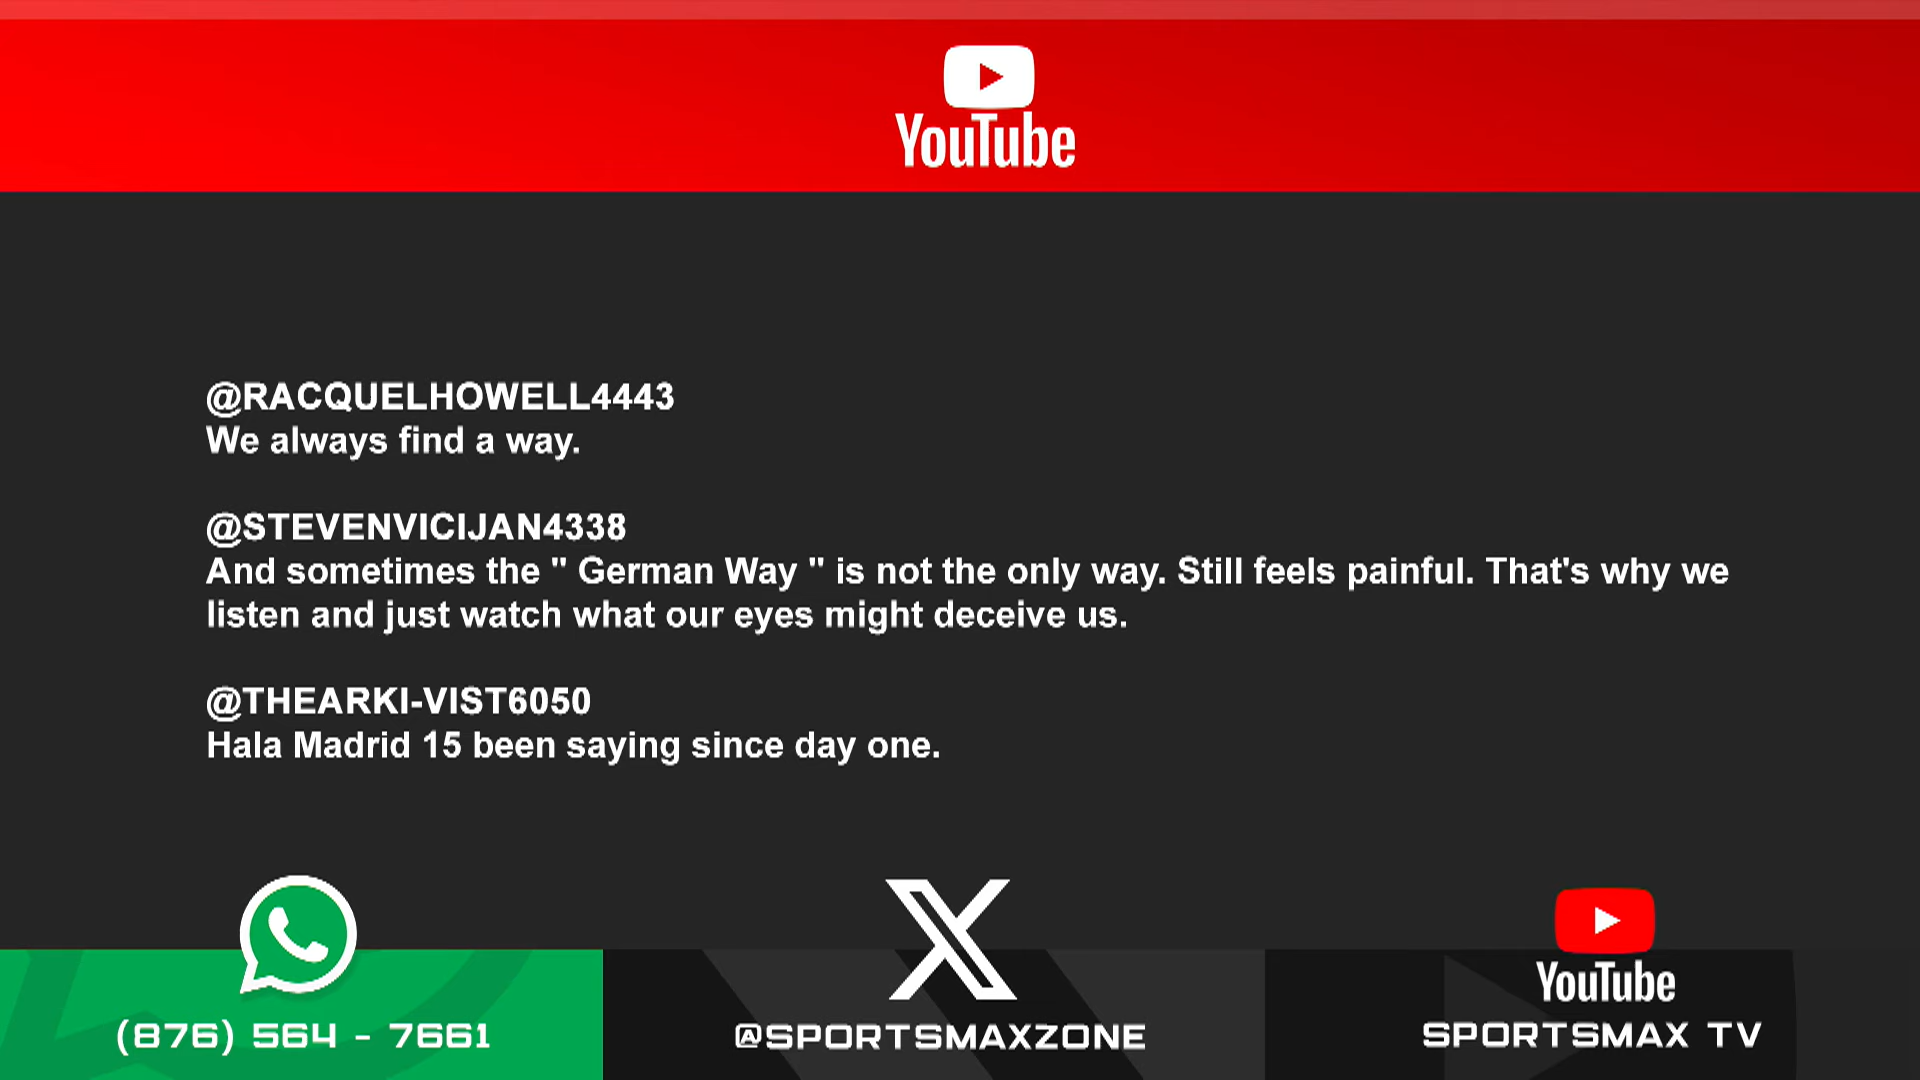 YouTube
@RACQUELHOWELL4443
We always find a way.
@STEVENVICIJAN4338
And sometimes the " German Way " is not the only way. Still feels painful. That's why we
listen and just watch what our eyes might deceive us.
@THEARKI-VIST6050
Hala Madrid 15 been saying since day one.
(876) 564 - 7661
@SPORTSMAXZONE
YouTube
SPORTSMAX TV